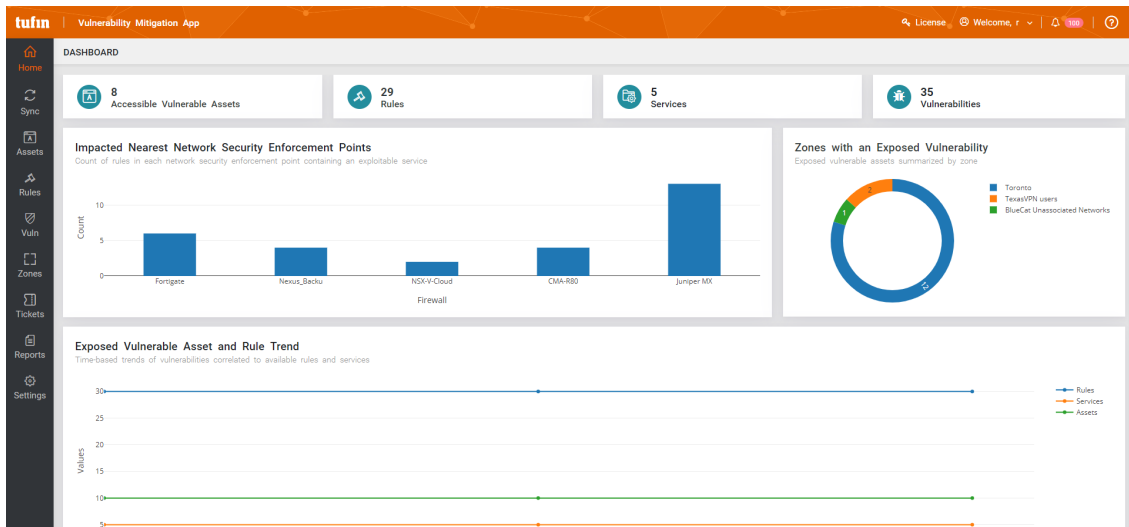 tufin Vulnerability Mitigation App License Welcome, r 100
Home
Sync
Assets
Rules
Vuln
Zones
Tickets
Reports
Settings
DASHBOARD
8
Accessible Vulnerable Assets
29
Rules
5
Services
35
Vulnerabilities
Impacted Nearest Network Security Enforcement Points
Count of rules in each network security enforcement point containing an exploitable service
Count
10
5
0
Fortigate Nexus_Backu NSX-V-Cloud CMA-R80 Juniper MX
Firewall
Zones with an Exposed Vulnerability
Exposed vulnerable assets summarized by zone
2
1
12
Toronto
TexasVPN users
BlueCat Unassociated Networks
Exposed Vulnerable Asset and Rule Trend
Time-based trends of vulnerabilities correlated to available rules and services
Values
30
25
20
15
10
5
Rules
Services
Assets